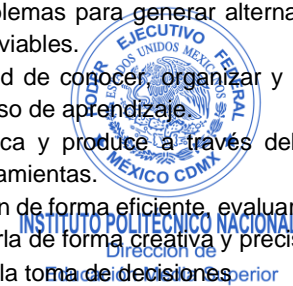 blemas para generar alterna
viables.
d de conocer, organizar y
so de aprendizaje.
ca y produce a través del
amientas.
n de forma eficiente, evaluar
rla de forma creativa y precis
la toma de decisiones
PODER EJECUTIVO FEDERAL
ESTADOS UNIDOS MEXICANOS
MÉXICO CDMX
INSTITUTO POLITÉCNICO NACIONAL
Dirección de
Educación Media Superior